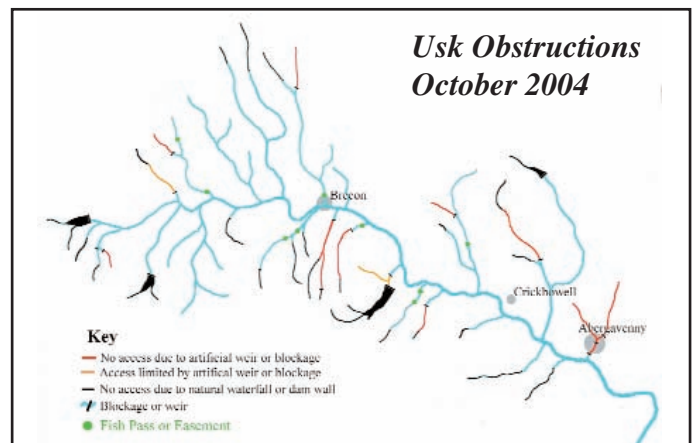 Usk Obstructions
October 2004
Brecon
Crickhowell
Abergavenny
Key
No access due to artificial weir or blockage
Access limited by artifical weir or blockage
No access due to natural waterfall or dam wall
Blockage or weir
Fish Pass or Easement